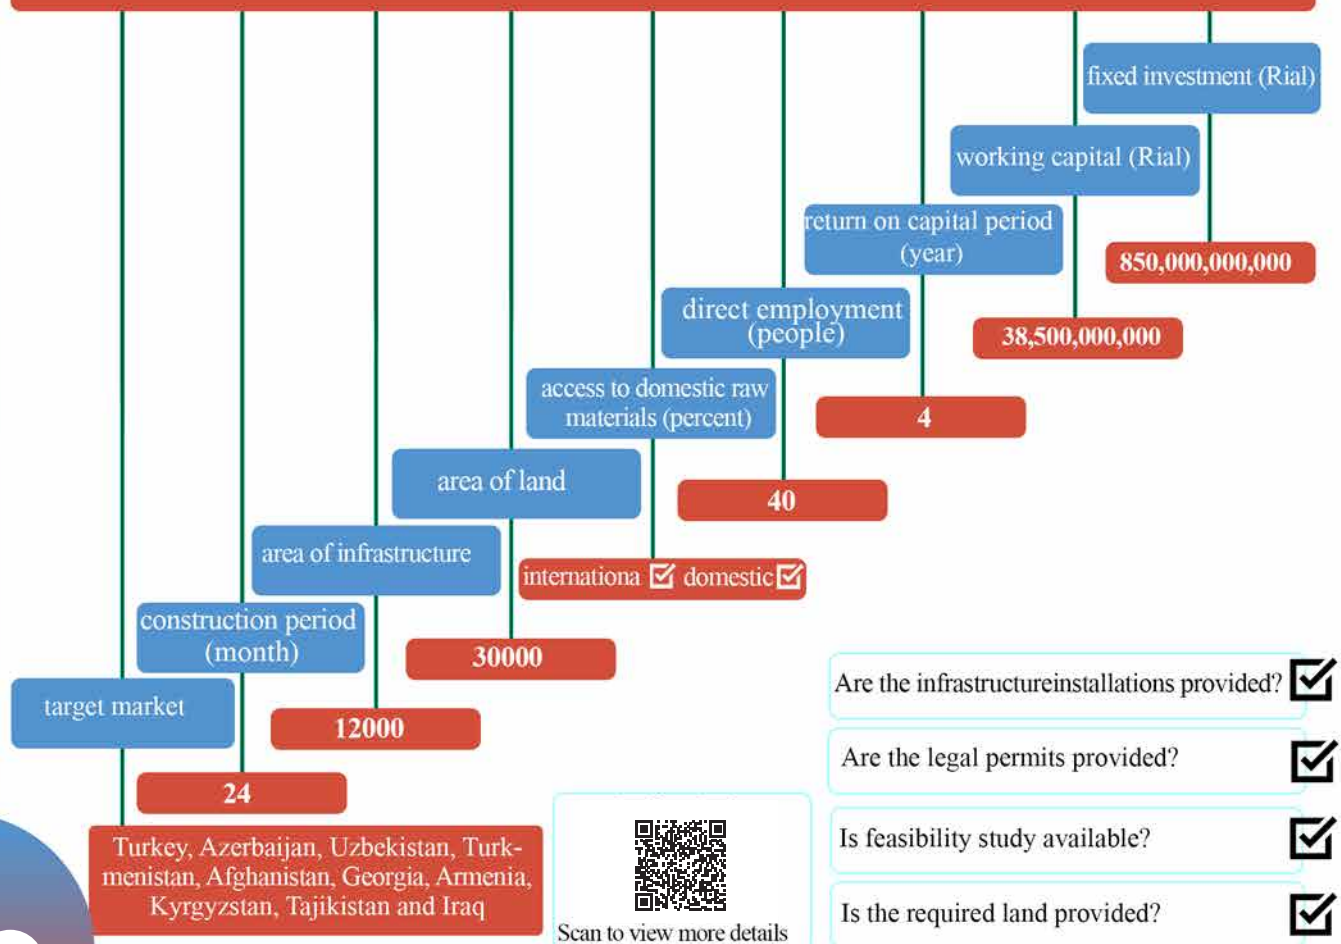 fixed investment (Rial)
850,000,000,000
working capital (Rial)
38,500,000,000
return on capital period
(year)
4
direct employment
(people)
40
access to domestic raw
materials (percent)
internationa domestic
area of land
30000
area of infrastructure
12000
construction period
(month)
24
target market
Turkey, Azerbaijan, Uzbekistan, Turk-
menistan, Afghanistan, Georgia, Armenia,
Kyrgyzstan, Tajikistan and Iraq
Scan to view more details
Are the infrastructureinstallations provided?
Are the legal permits provided?
Is feasibility study available?
Is the required land provided?